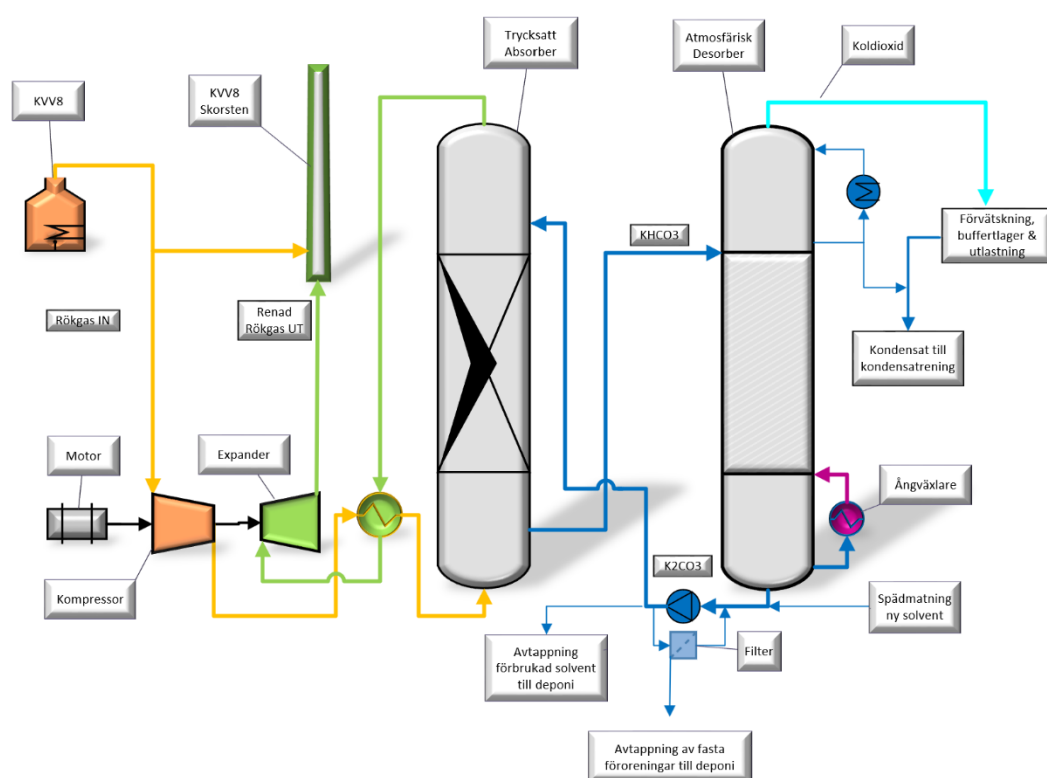 Trycksatt
Absorber
Atmosfärisk
Desorber
Koldioxid
KVV8
KVV8
Skorsten
KHCO3
Förvätskning,
buffertlager &
utlastning
Rökgas IN
Renad
Rökgas UT
Kondensat till
kondensatrening
Motor
Expander
Ångväxlare
K2CO3
Kompressor
Spädmatning
ny solvent
Avtappning
förbrukad solvent
till deponi
Filter
Avtappning av fasta
föroreningar till deponi